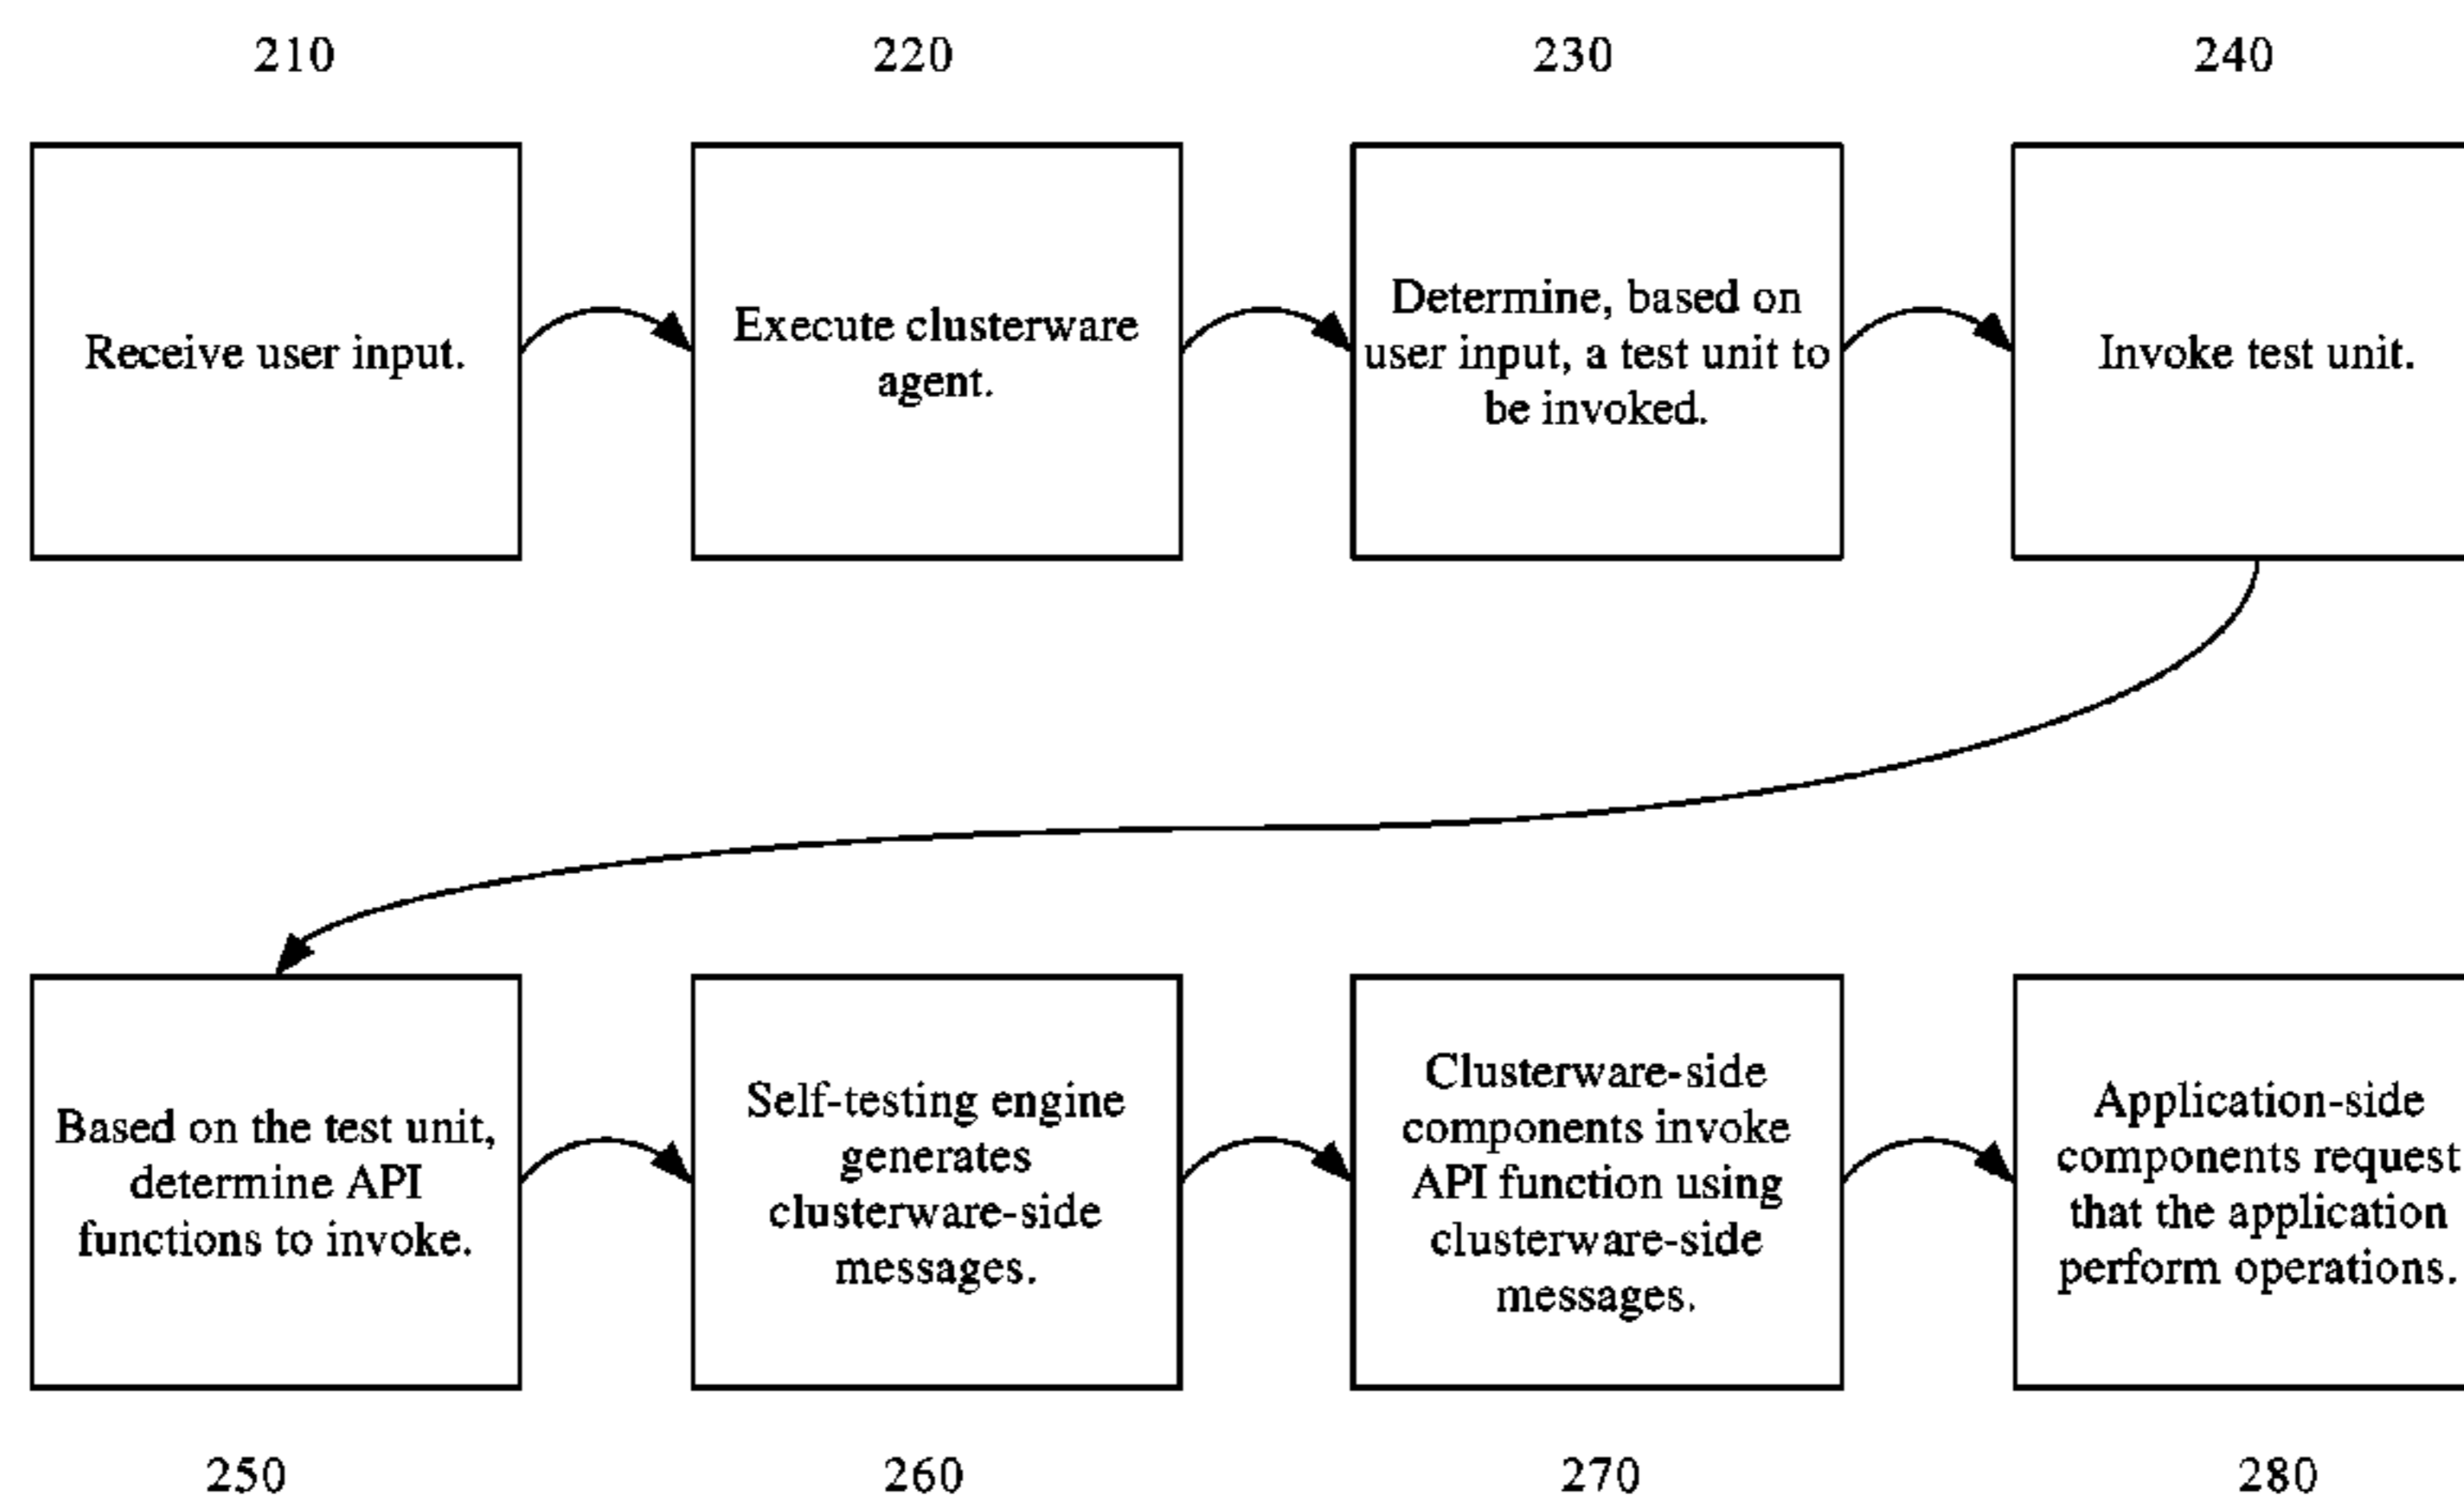 210
220
230
240
Receive user input.
Execute clusterware
agent.
Determine, based on
user input, a test unit to
be invoked.
Invoke test unit.
Based on the test unit,
determine API
functions to invoke.
Self-testing engine
generates
clusterware-side
messages.
Clusterware-side
components invoke
API function using
clusterware-side
messages.
Application-side
components request
that the application
perform operations.
250
260
270
280